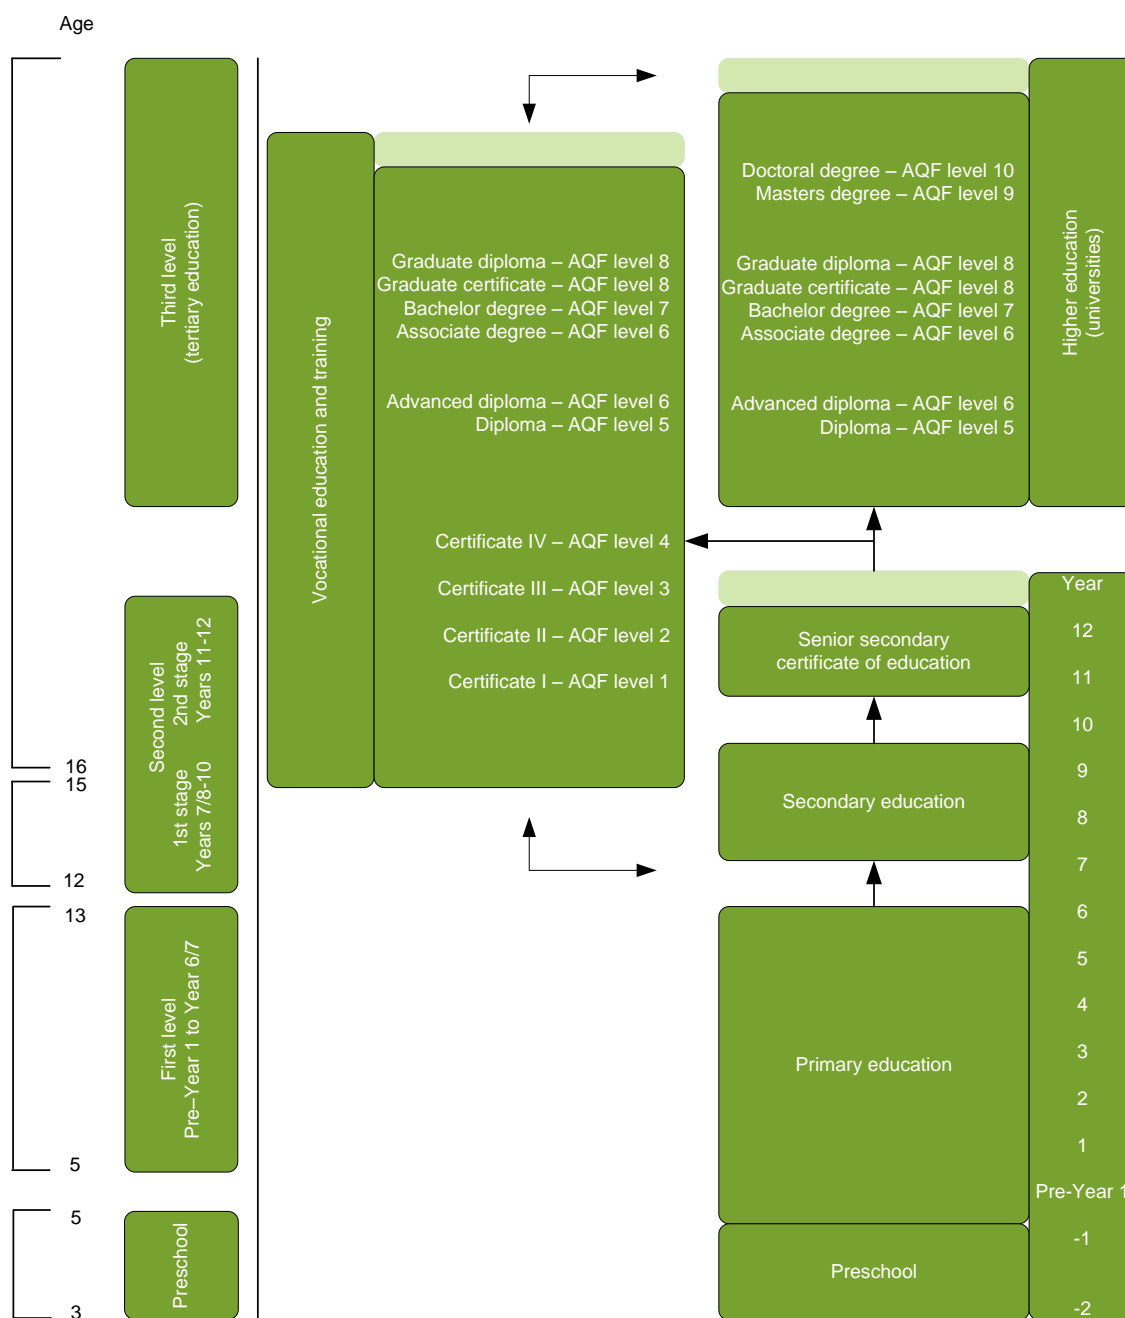 Age
16
15
12
13
5
5
3
Third level
(tertiary education)
Second level
2nd stage
Years 11-12
1st stage
Years 7/8-10
First level
Pre–Year 1 to Year 6/7
Preschool
Vocational education and training
Graduate diploma – AQF level 8
Graduate certificate – AQF level 8
Bachelor degree – AQF level 7
Associate degree – AQF level 6
Advanced diploma – AQF level 6
Diploma – AQF level 5
Certificate IV – AQF level 4
Certificate III – AQF level 3
Certificate II – AQF level 2
Certificate I – AQF level 1
Doctoral degree – AQF level 10
Masters degree – AQF level 9
Graduate diploma – AQF level 8
Graduate certificate – AQF level 8
Bachelor degree – AQF level 7
Associate degree – AQF level 6
Advanced diploma – AQF level 6
Diploma – AQF level 5
Higher education
(universities)
Senior secondary
certificate of education
Secondary education
Primary education
Preschool
Year
12
11
10
9
8
7
6
5
4
3
2
1
Pre-Year 1
-1
-2